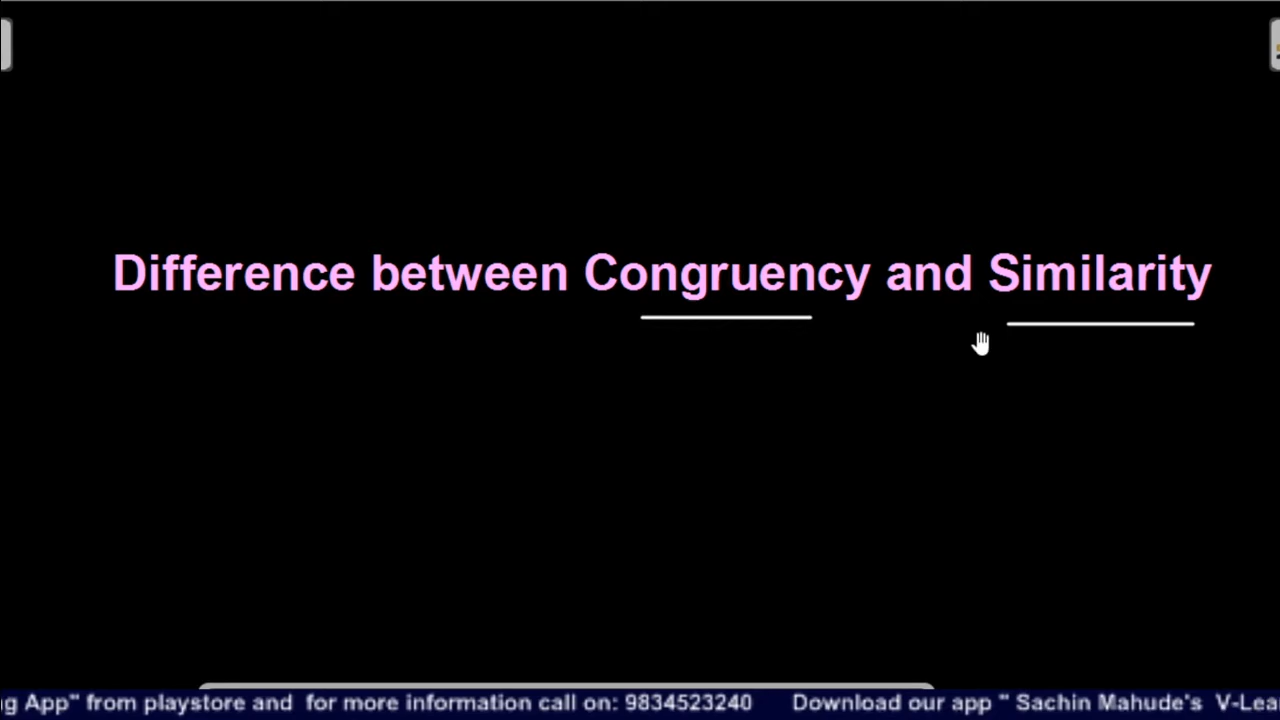 Difference between Congruency and Similarity
g App" from playstore and for more information call on: 9834523240 Download our app " Sachin Mahude's V-Lea